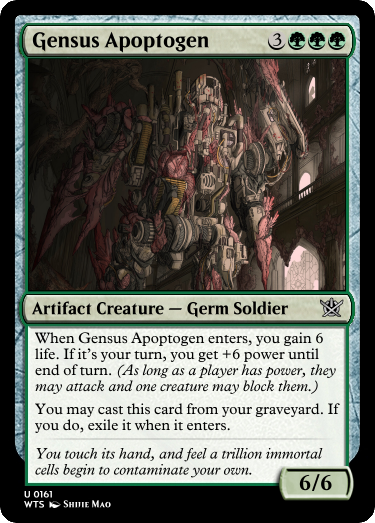 Gensus Apoptogen 3
Artifact Creature — Germ Soldier
When Gensus Apoptogen enters, you gain 6
life. If it's your turn, you get +6 power until
end of turn. (As long as a player has power, they
may attack and one creature may block them.)
You may cast this card from your graveyard. If
you do, exile it when it enters.
You touch its hand, and feel a trillion immortal
cells begin to contaminate your own.
6/6
U 0161
WTS Shijie Mao